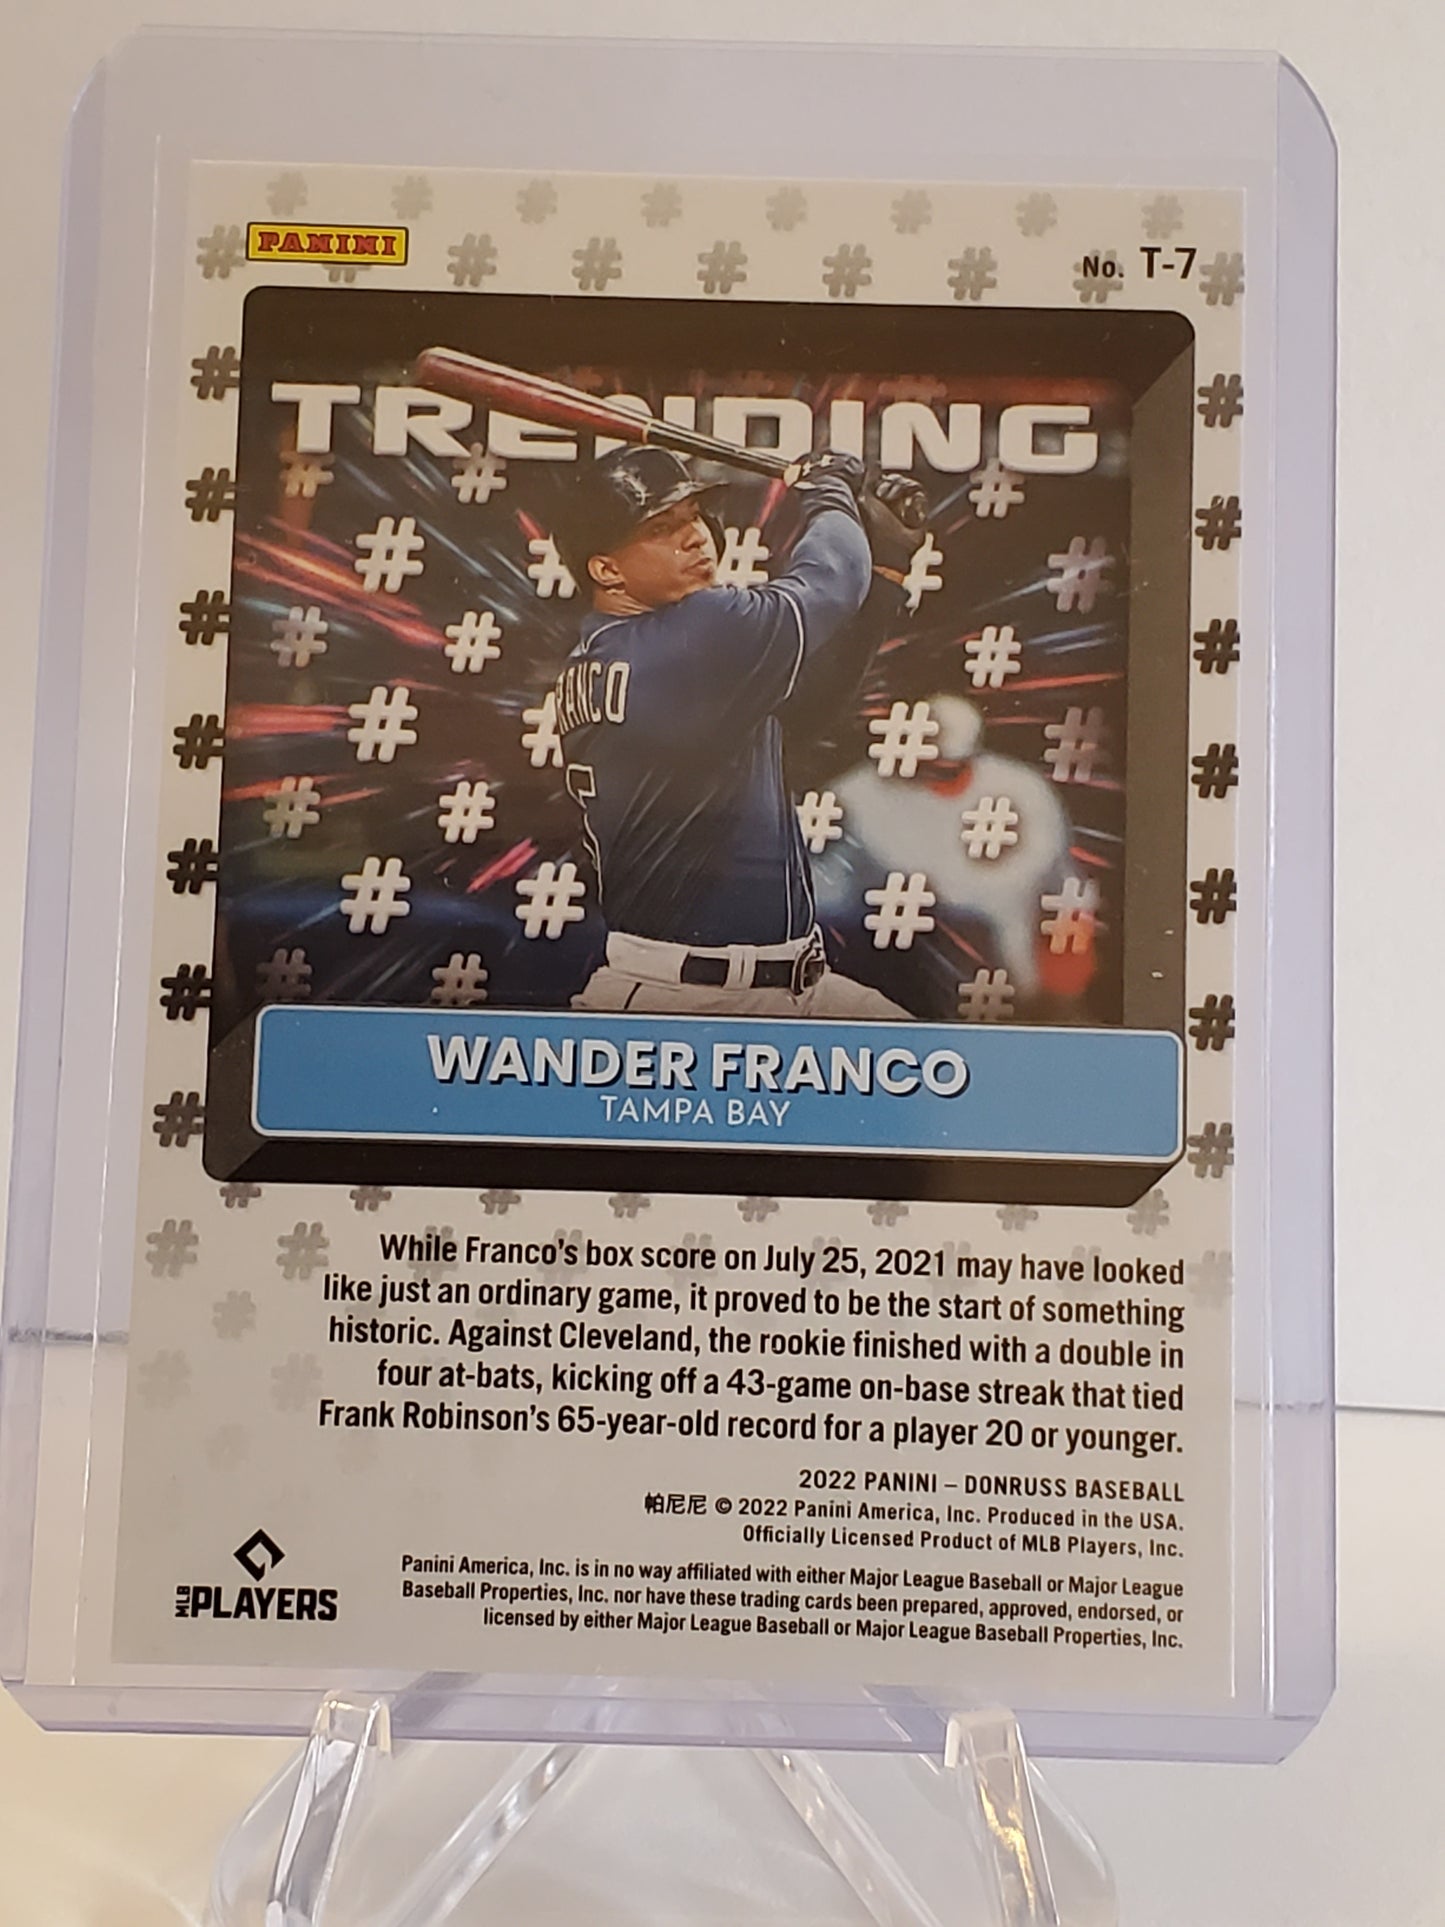 PANINI
No. T-7
TRENDING
RANCO
5
WANDER FRANCO
TAMPA BAY
While Franco's box score on July 25, 2021 may have looked
like just an ordinary game, it proved to be the start of something
historic. Against Cleveland, the rookie finished with a double in
four at-bats, kicking off a 43-game on-base streak that tied
Frank Robinson's 65-year-old record for a player 20 or younger.
2022 PANINI – DONRUSS BASEBALL
帕尼尼 © 2022 Panini America, Inc. Produced in the USA.
Officially Licensed Product of MLB Players, Inc.
Panini America, Inc. is in no way affiliated with either Major League Baseball or Major League
Baseball Properties, Inc. nor have these trading cards been prepared, approved, endorsed, or
licensed by either Major League Baseball or Major League Baseball Properties, Inc.
MLB PLAYERS